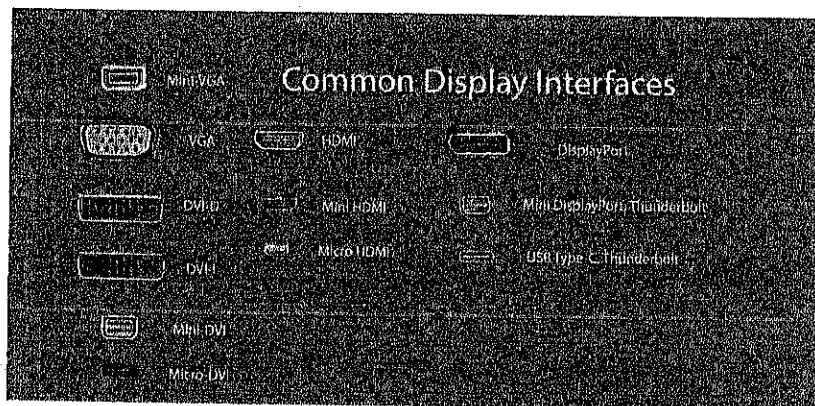 Common Display Interfaces
Mini-VGA
VGA
DVI-D
DVI-I
Mini-DVI
Micro-DVI
HDMI
Mini HDMI
Micro HDMI
DisplayPort
Mini DisplayPort, Thunderbolt
USB Type C, Thunderbolt